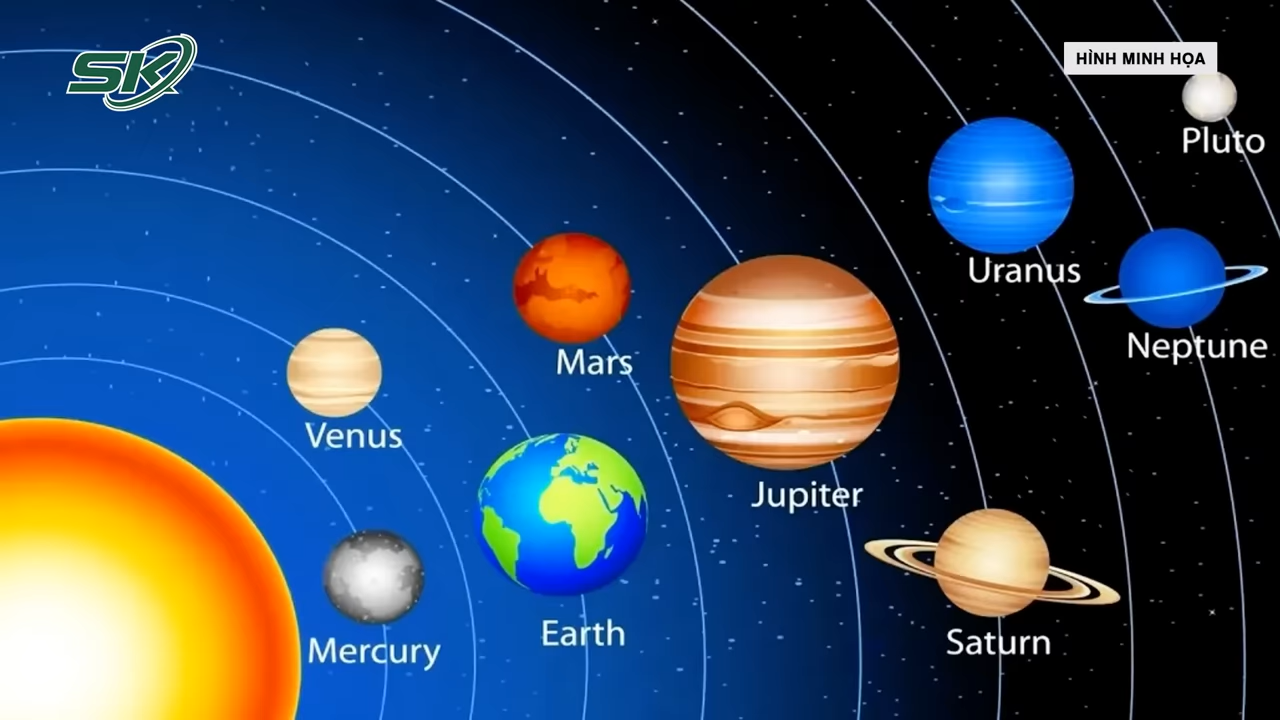 SK
HÌNH MINH HỌA
Pluto
Uranus
Neptune
Mars
Venus
Jupiter
Earth
Mercury
Saturn